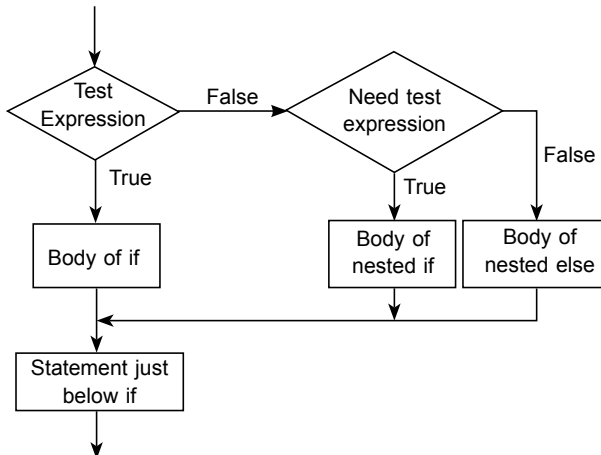 Test
Expression
False
Need test
expression
False
True
True
Body of if
Body of
nested if
Body of
nested else
Statement just
below if